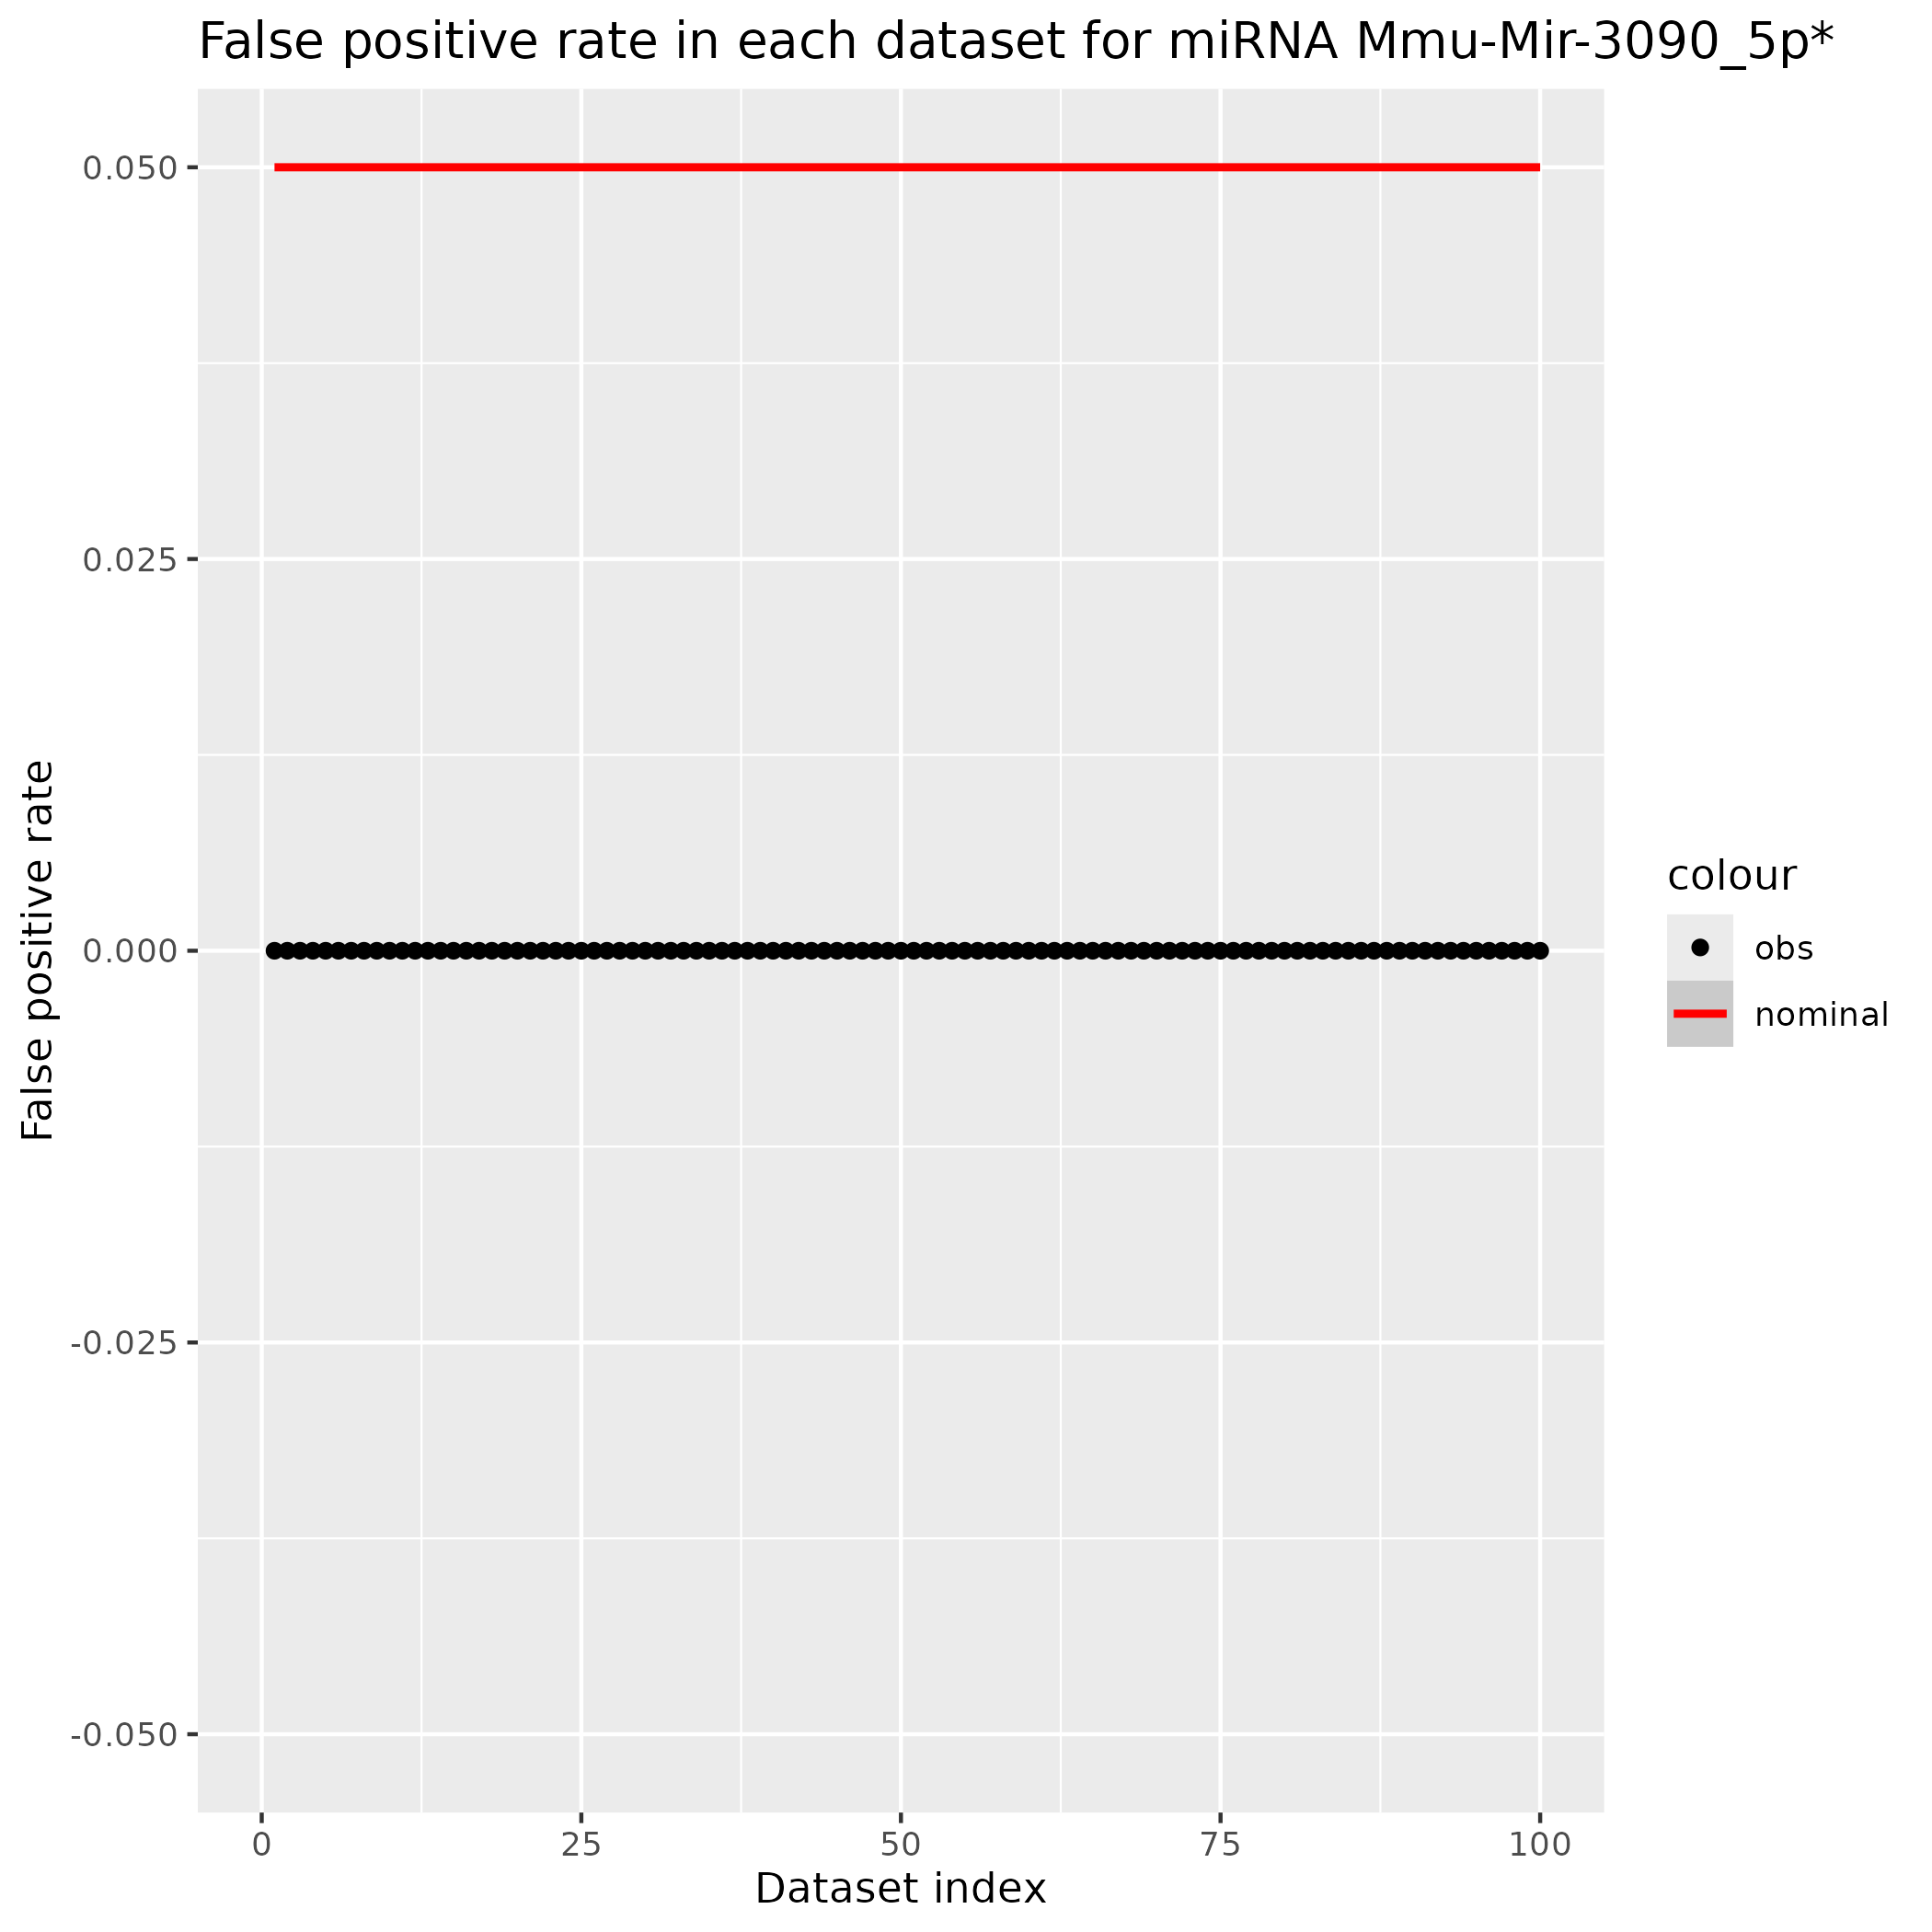 False positive rate in each dataset for miRNA Mmu-Mir-3090_5p*
False positive rate
0.050
0.025
0.000
-0.025
-0.050
0
25
50
75
100
Dataset index
colour
obs
nominal